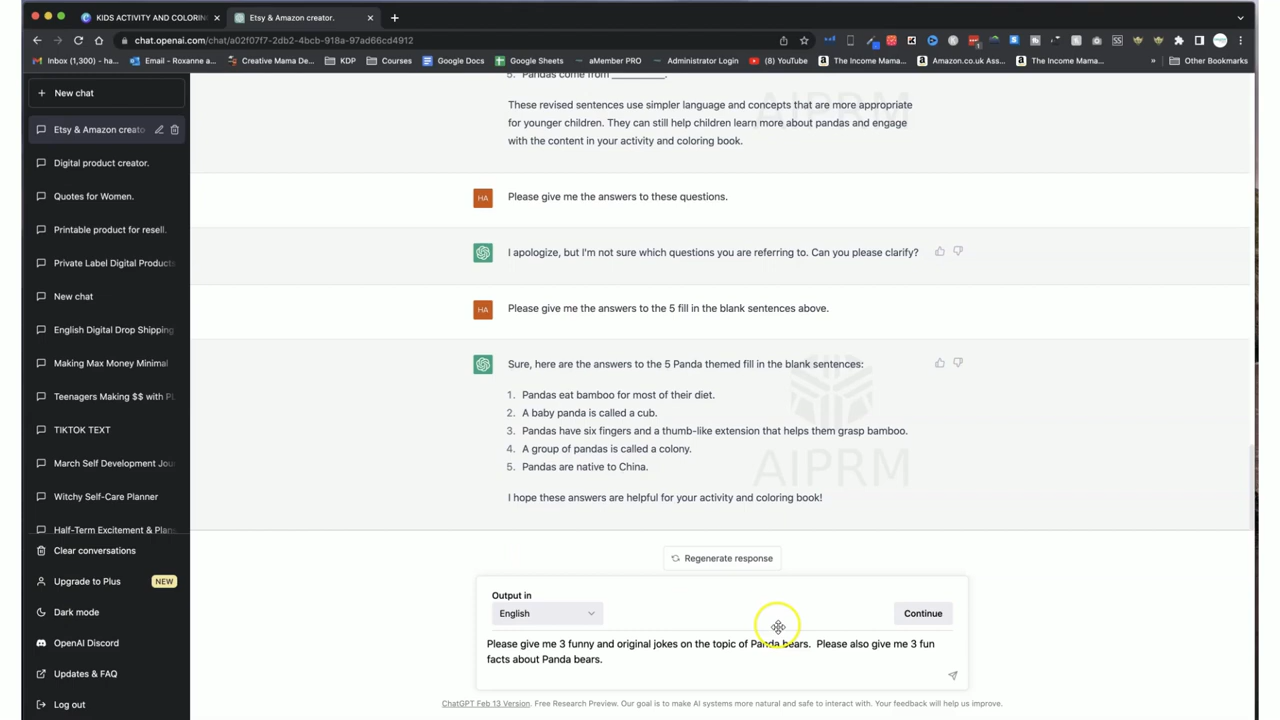 KIDS ACTIVITY AND COLORIN
Etsy & Amazon creator.
chat.openai.com/chat/a02f07f7-2db2-4bcb-918a-97ad66cd4912
Inbox (1,300) - ha...
Email - Roxanne a...
Creative Mama De...
KDP
Courses
Google Docs
Google Sheets
aMember PRO
Administrator Login
(8) YouTube
The Income Mama...
Amazon.co.uk Ass...
The Income Mam...
Other Bookmarks
New chat
Etsy & Amazon creato
Digital product creator.
Quotes for Women.
Printable product for resell.
Private Label Digital Products
New chat
English Digital Drop Shipping
Making Max Money Minimal
Teenagers Making $$ with PL
TIKTOK TEXT
March Self Development Jou
Witchy Self-Care Planner
Half-Term Excitement & Plan
Clear conversations
Upgrade to Plus NEW
Dark mode
OpenAI Discord
Updates & FAQ
Log out
5. Pandas come from __________.
These revised sentences use simpler language and concepts that are more appropriate
for younger children. They can still help children learn more about pandas and engage
with the content in your activity and coloring book.
HA
Please give me the answers to these questions.
I apologize, but I'm not sure which questions you are referring to. Can you please clarify?
HA
Please give me the answers to the 5 fill in the blank sentences above.
Sure, here are the answers to the 5 Panda themed fill in the blank sentences:
1. Pandas eat bamboo for most of their diet.
2. A baby panda is called a cub.
3. Pandas have six fingers and a thumb-like extension that helps them grasp bamboo.
4. A group of pandas is called a colony.
5. Pandas are native to China.
I hope these answers are helpful for your activity and coloring book!
AIPRM
AIPRM
Regenerate response
Output in
English
Continue
Please give me 3 funny and original jokes on the topic of Panda bears. Please also give me 3 fun
facts about Panda bears.
ChatGPT Feb 13 Version. Free Research Preview. Our goal is to make AI systems more natural and safe to interact with. Your feedback will help us improve.